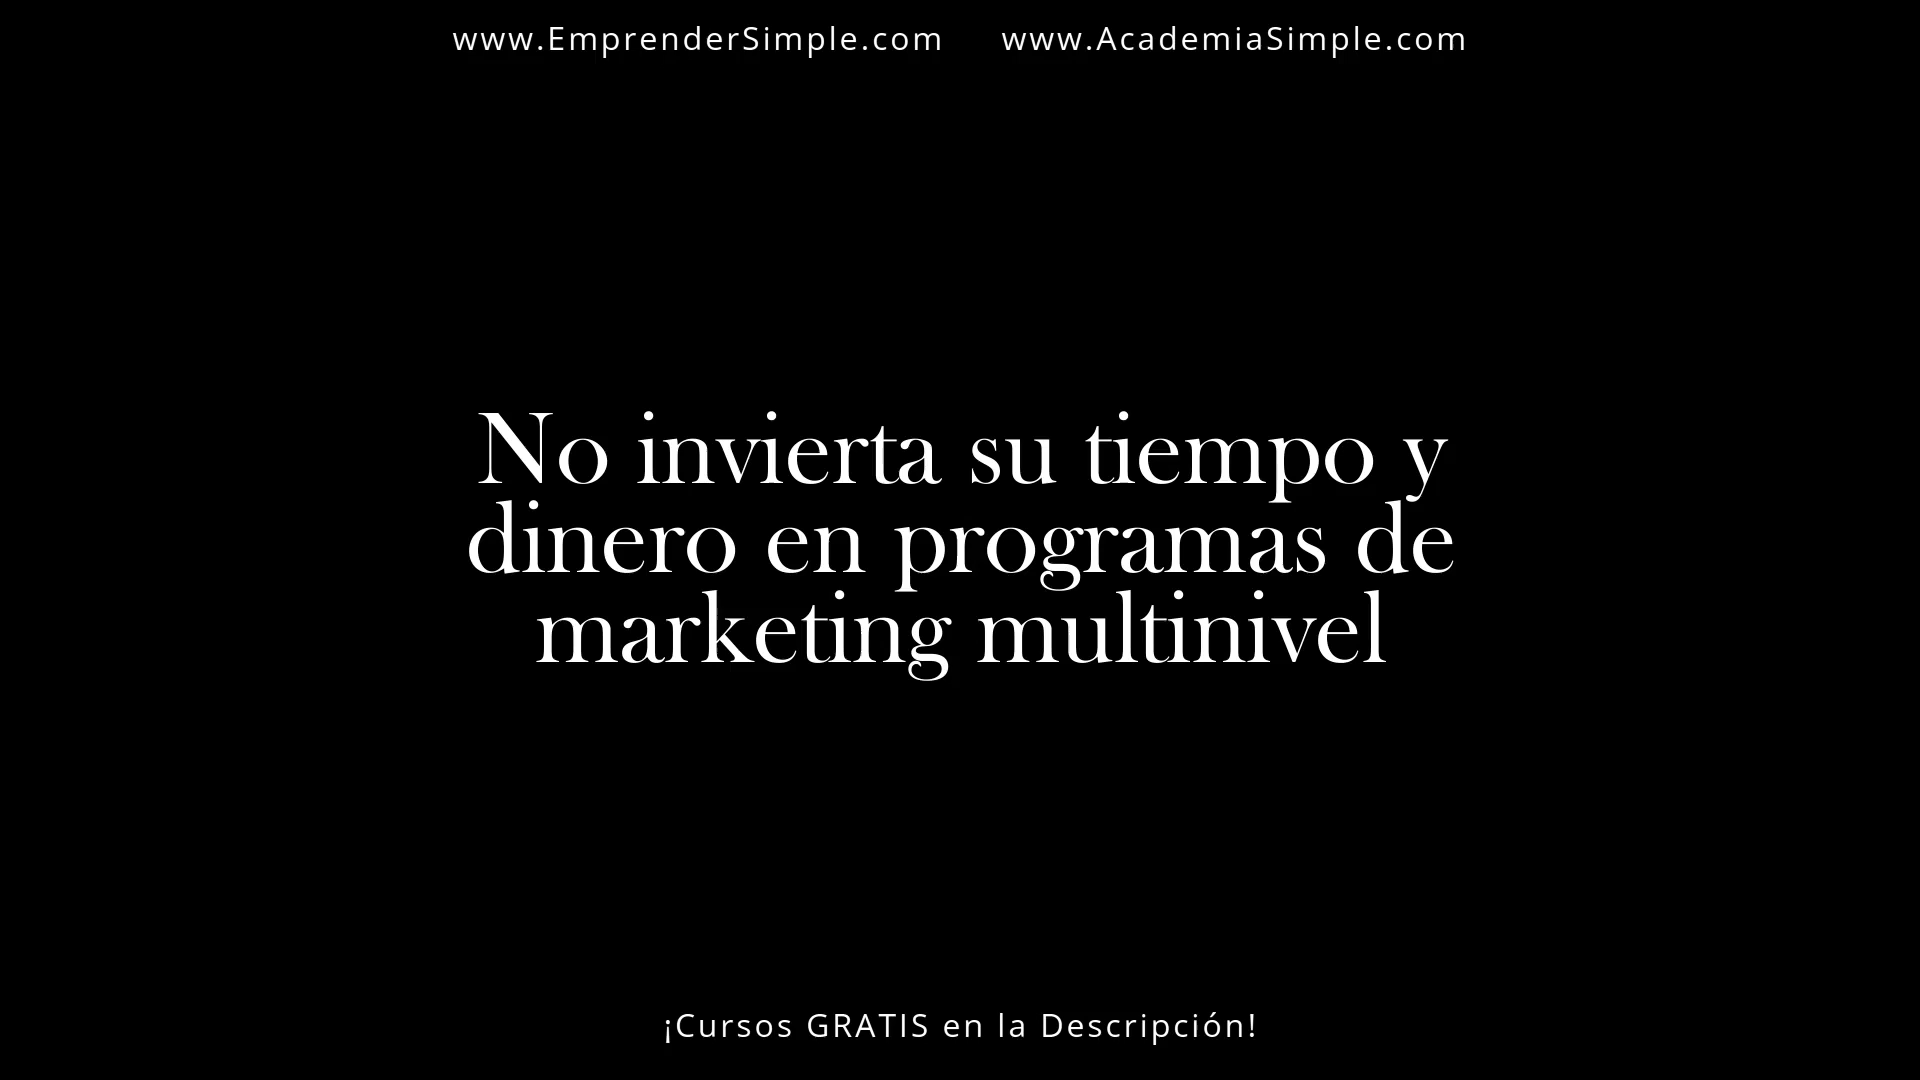 www.EmprenderSimple.com www.AcademiaSimple.com
No invierta su tiempo y
dinero en programas de
marketing multinivel
¡Cursos GRATIS en la Descripción!